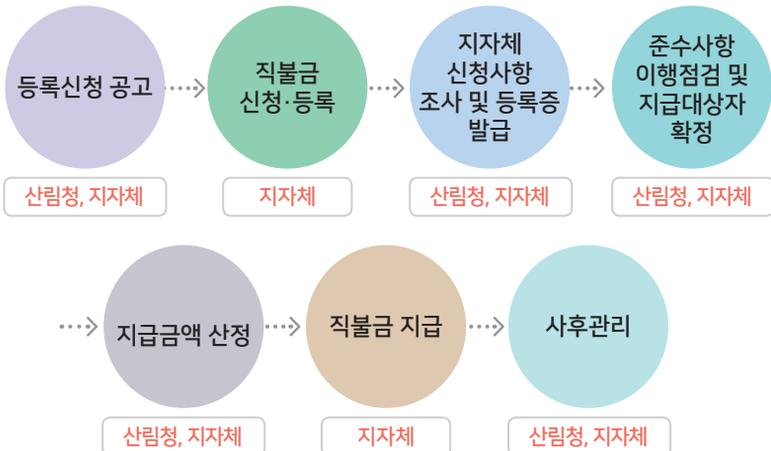 등록신청 공고
직불금
신청·등록
지자체
신청사항
조사 및 등록증
발급
준수사항
이행점검 및
지급대상자
확정
산림청, 지자체
지자체
산림청, 지자체
산림청, 지자체
지급금액 산정
직불금 지급
사후관리
산림청, 지자체
지자체
산림청, 지자체